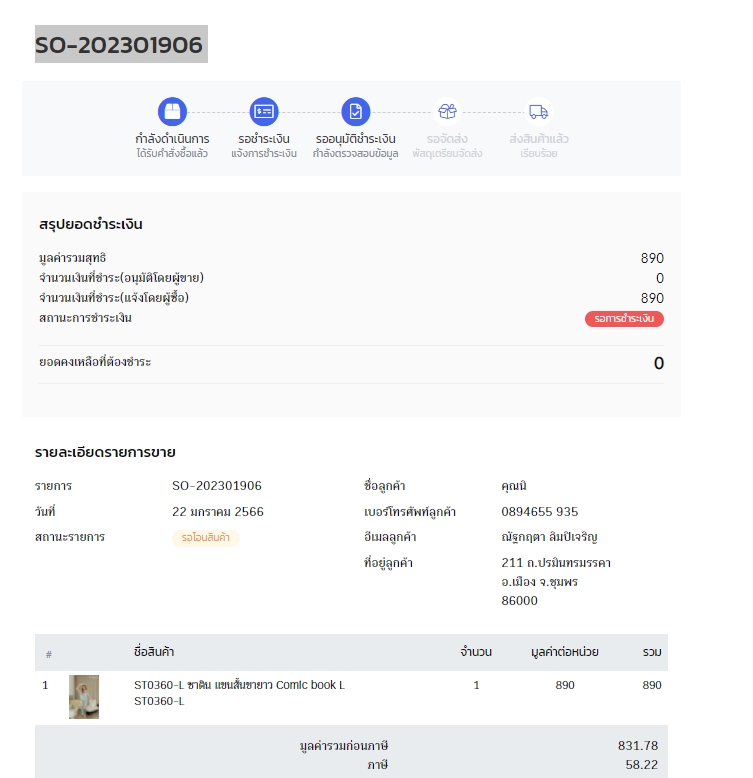 SO-202301906
กำลังดำเนินการ
ได้รับคำสั่งซื้อแล้ว
รอชำระเงิน
แจ้งการชำระเงิน
รออนุมัติชำระเงิน
กำลังตรวจสอบข้อมูล
รอจัดส่ง
พัสดุเตรียมจัดส่ง
ส่งสินค้าแล้ว
เรียบร้อย
สรุปยอดชำระเงิน
มูลค่ารวมสุทธิ 890
จำนวนเงินที่ชำระ(อนุมัติโดยผู้ขาย) 0
จำนวนเงินที่ชำระ(แจ้งโดยผู้ซื้อ) 890
สถานะการชำระเงิน รอการชำระเงิน
ยอดคงเหลือที่ต้องชำระ 0
รายละเอียดรายการขาย
รายการ SO-202301906
วันที่ 22 มกราคม 2566
สถานะรายการ รอโอนสินค้า
ชื่อลูกค้า คุณนิ
เบอร์โทรศัพท์ลูกค้า 0894655 935
อีเมลลูกค้า ณัฐกฤตา ลิมปิเจริญ
ที่อยู่ลูกค้า 211 ถ.ปรมินทรมรรคา
อ.เมือง จ.ชุมพร
86000
# ชื่อสินค้า จำนวน มูลค่าต่อหน่วย รวม
1 ST0360-L ซาติน แขนสั้นขายาว Comic book L 1 890 890
ST0360-L
มูลค่ารวมก่อนภาษี 831.78
ภาษี 58.22